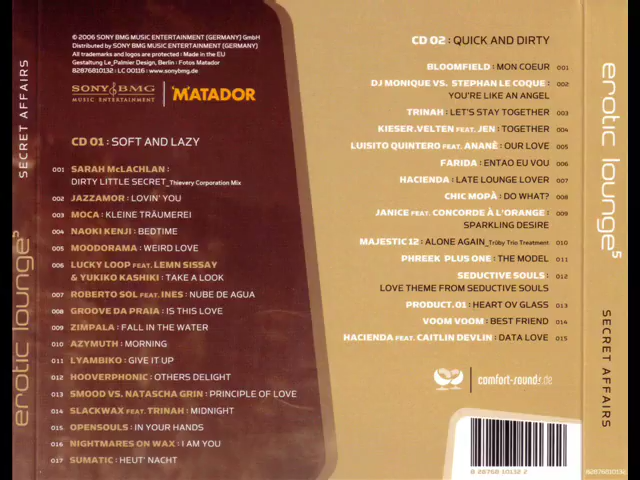 SECRET AFFAIRS
erotic lounge 5
© 2006 SONY BMG MUSIC ENTERTAINMENT (GERMANY) GmbH
Distributed by SONY BMG MUSIC ENTERTAINMENT (GERMANY)
All trademarks and logos are protected : Made in the EU
Gestaltung Le_Palmier Design, Berlin : Fotos Matador
82876810132 : LC 00116 : www.sonybmg.de
SONY BMG
MUSIC ENTERTAINMENT
MATADOR
CD 01 : SOFT AND LAZY
001 SARAH McLACHLAN :
DIRTY LITTLE SECRET_Thievery Corporation Mix
002 JAZZAMOR : LOVIN' YOU
003 MOCA : KLEINE TRÄUMEREI
004 NAOKI KENJI : BEDTIME
005 MOODORAMA : WEIRD LOVE
006 LUCKY LOOP FEAT. LEMN SISSAY
& YUKIKO KASHIKI : TAKE A LOOK
007 ROBERTO SOL FEAT. INES : NUBE DE AGUA
008 GROOVE DA PRAIA : IS THIS LOVE
009 ZIMPALA : FALL IN THE WATER
010 AZYMUTH : MORNING
011 LYAMBIKO : GIVE IT UP
012 HOOVERPHONIC : OTHERS DELIGHT
013 SMOOD VS. NATASCHA GRIN : PRINCIPLE OF LOVE
014 SLACKWAX FEAT. TRINAH : MIDNIGHT
015 OPENSOULS : IN YOUR HANDS
016 NIGHTMARES ON WAX : I AM YOU
017 SUMATIC : HEUT' NACHT
CD 02 : QUICK AND DIRTY
BLOOMFIELD : MON COEUR 001
DJ MONIQUE VS. STEPHAN LE COQUE : 002
YOU'RE LIKE AN ANGEL
TRINAH : LET'S STAY TOGETHER 003
KIESER.VELTEN FEAT. JEN : TOGETHER 004
LUISITO QUINTERO FEAT. ANANÉ : OUR LOVE 005
FARIDA : ENTAO EU VOU 006
HACIENDA : LATE LOUNGE LOVER 007
CHIC MOPÀ : DO WHAT? 008
JANICE FEAT. CONCORDE À L'ORANGE : 009
SPARKLING DESIRE
MAJESTIC 12 : ALONE AGAIN_Trüby Trio Treatment 010
PHREEK PLUS ONE : THE MODEL 011
SEDUCTIVE SOULS : 012
LOVE THEME FROM SEDUCTIVE SOULS
PRODUCT.01 : HEART OV GLASS 013
VOOM VOOM : BEST FRIEND 014
HACIENDA FEAT. CAITLIN DEVLIN : DATA LOVE 015
comfort-rounds.de
8 28768 10132 2
erotic lounge 5
SECRET AFFAIRS
82876810132